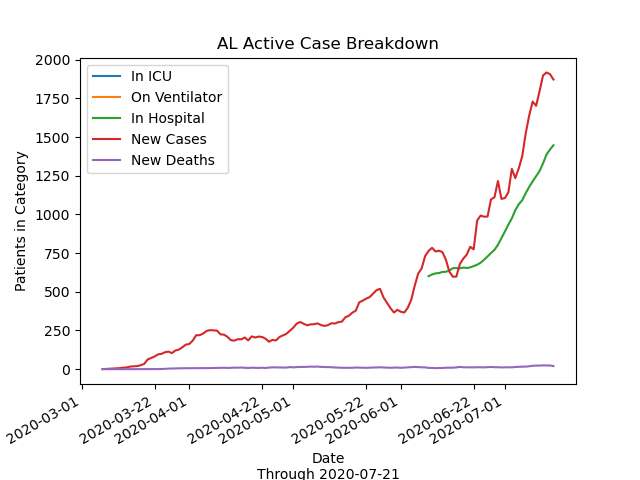 AL Active Case Breakdown
In ICU
On Ventilator
In Hospital
New Cases
New Deaths
Patients in Category
2000
1750
1500
1250
1000
750
500
250
0
2020-03-01
2020-03-22
2020-04-01
2020-04-22
2020-05-01
2020-05-22
2020-06-01
2020-06-22
2020-07-01
Date
Through 2020-07-21